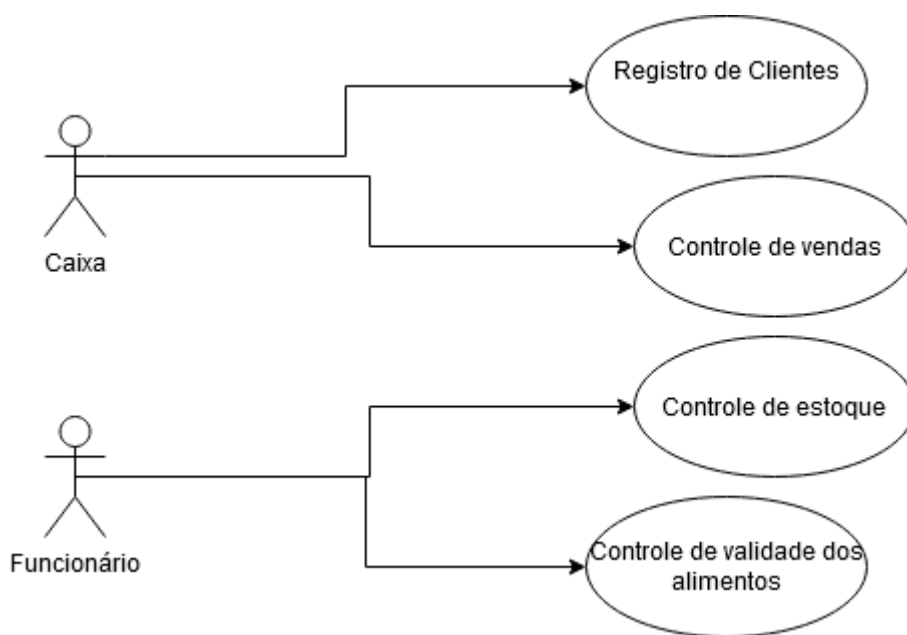 Registro de Clientes
Caixa
Controle de vendas
Controle de estoque
Funcionário
Controle de validade dos
alimentos